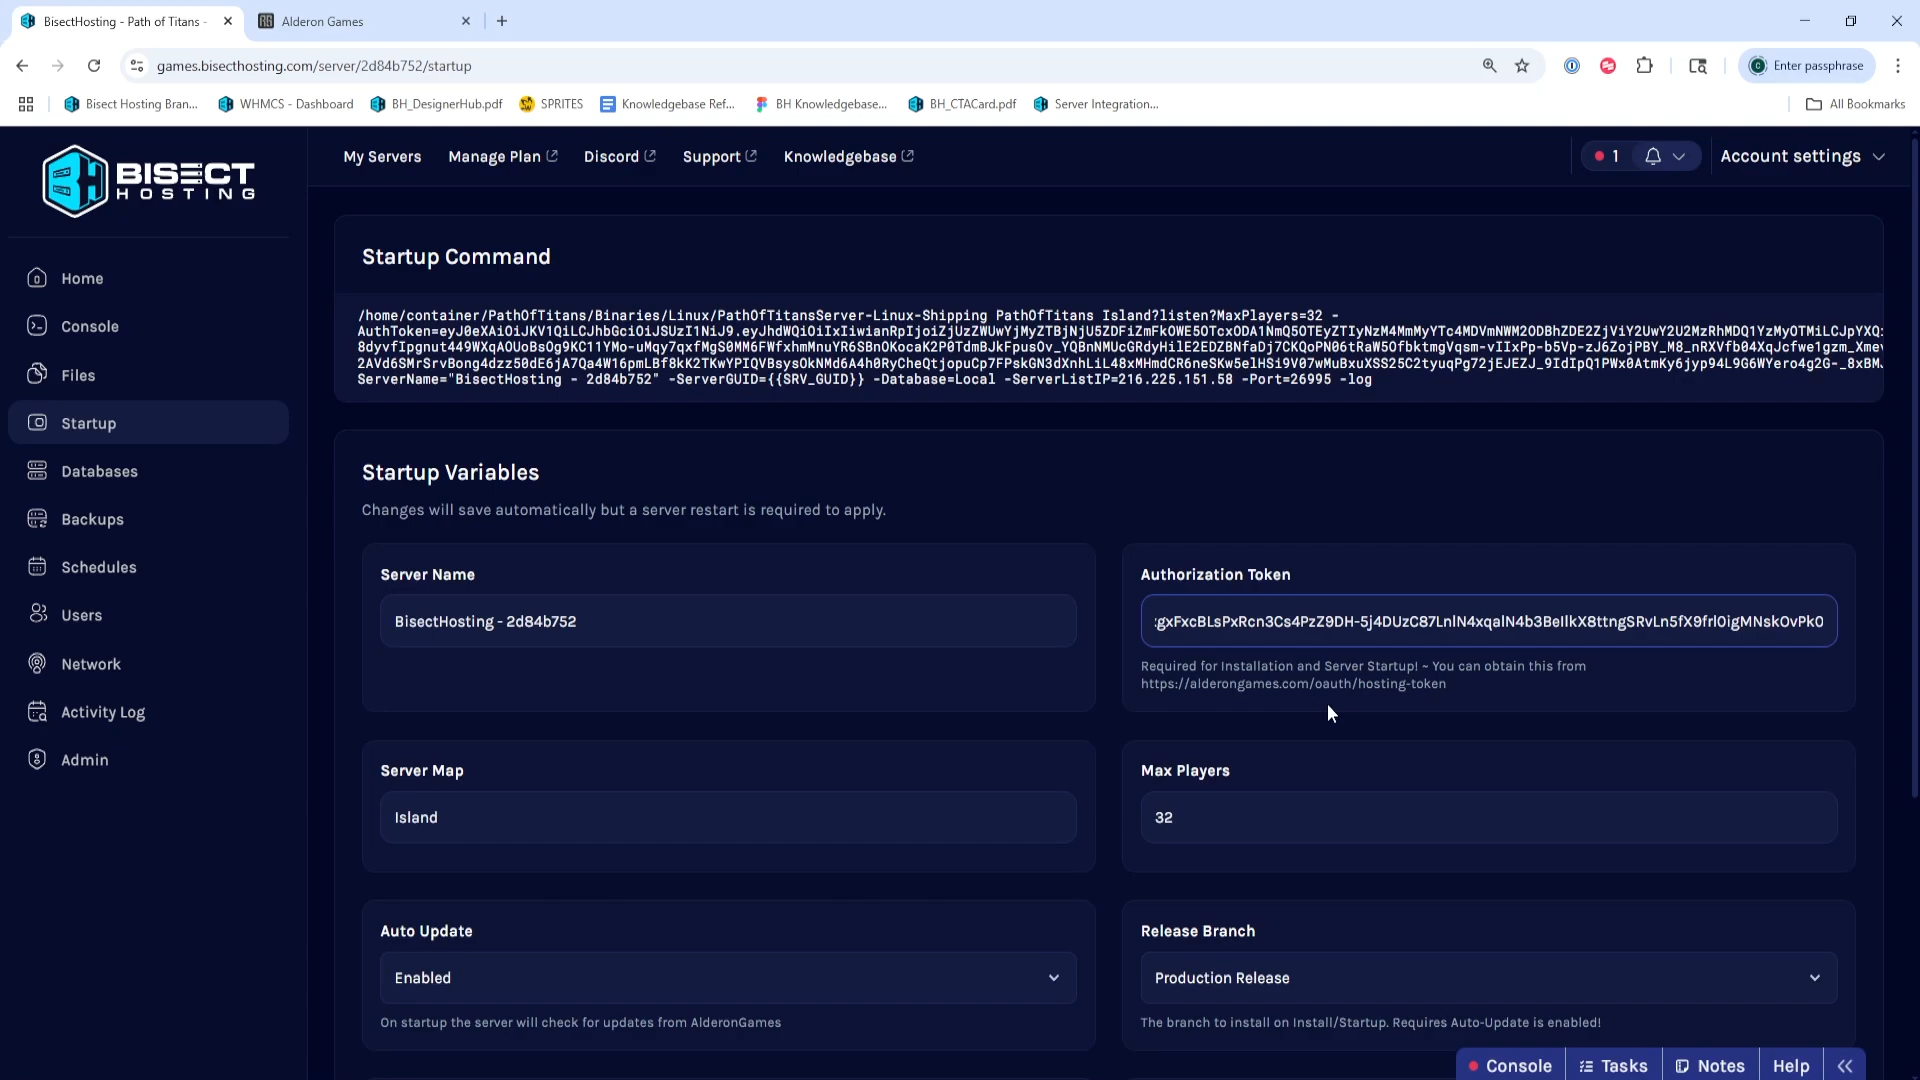 BisectHosting - Path of Titans -
Alderon Games
games.bisecthosting.com/server/2d84b752/startup
Enter passphrase
Bisect Hosting Bran...
WHMCS - Dashboard
BH_DesignerHub.pdf
SPRITES
Knowledgebase Ref...
BH Knowledgebase...
BH_CTACard.pdf
Server Integration...
All Bookmarks
BISECT
HOSTING
My Servers
Manage Plan
Discord
Support
Knowledgebase
1
Account settings
Home
Console
Files
Startup
Databases
Backups
Schedules
Users
Network
Activity Log
Admin
Startup Command
/home/container/PathOfTitans/Binaries/Linux/PathOfTitansServer-Linux-Shipping PathOfTitans Island?listen?MaxPlayers=32 -
ServerName="BisectHosting - 2d84b752" -ServerGUID={{SRV_GUID}} -Database=Local -ServerListIP=216.225.151.58 -Port=26995 -log
Startup Variables
Changes will save automatically but a server restart is required to apply.
Server Name
BisectHosting - 2d84b752
Authorization Token
Required for Installation and Server Startup! ~ You can obtain this from
https://alderongames.com/oauth/hosting-token
Server Map
Island
Max Players
32
Auto Update
Enabled
On startup the server will check for updates from AlderonGames
Release Branch
Production Release
The branch to install on Install/Startup. Requires Auto-Update is enabled!
Console
Tasks
Notes
Help